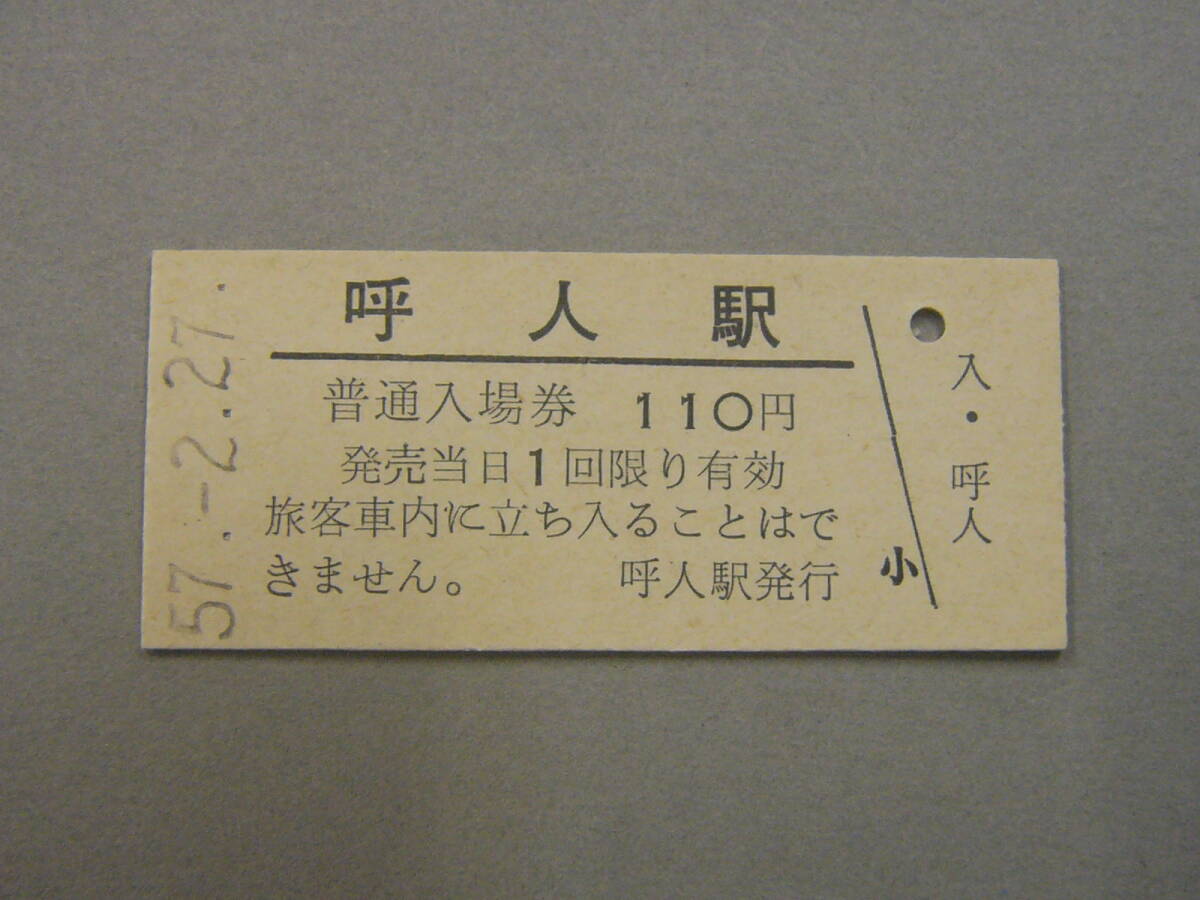 呼人駅
普通入場券 110円
発売当日1回限り有効
旅客車内に立ち入ることはで
きません。 呼人駅発行
小
入・呼人
57.-2.27.